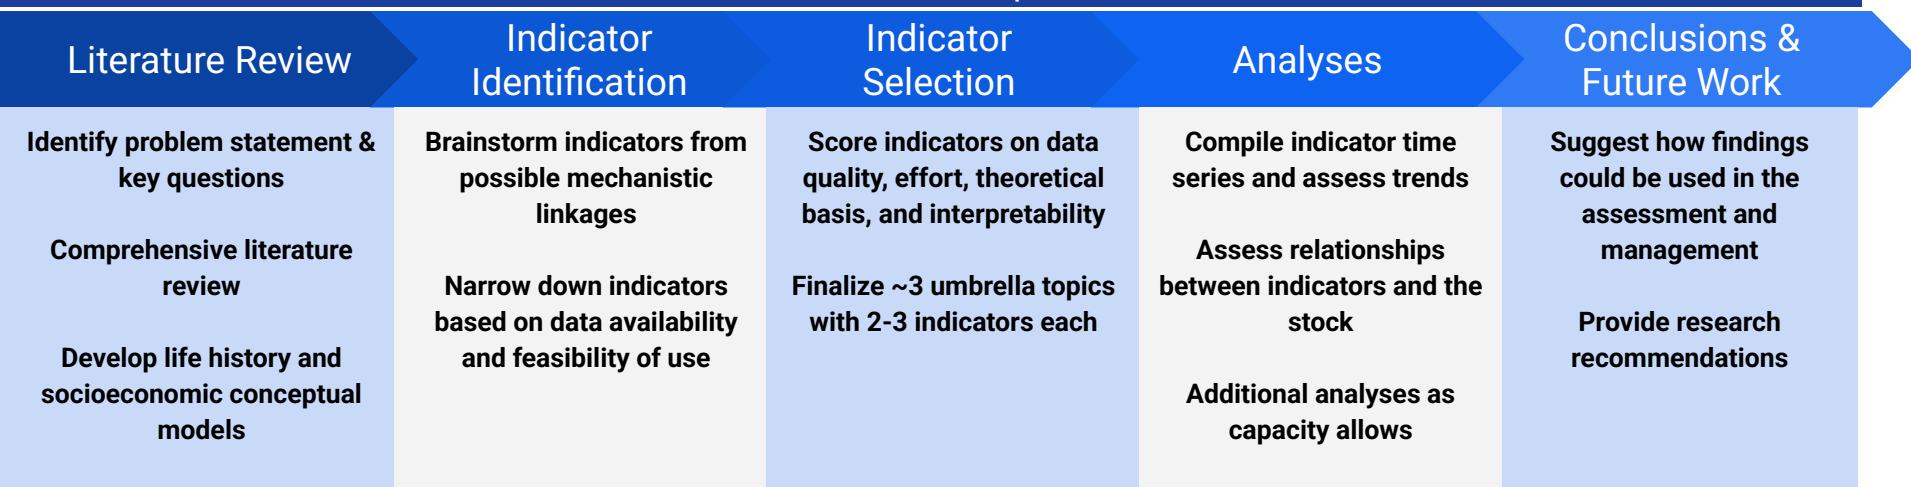 Literature Review
Indicator
Identification
Indicator
Selection
Analyses
Conclusions &
Future Work
Identify problem statement &
key questions
Comprehensive literature
review
Develop life history and
socioeconomic conceptual
models
Brainstorm indicators from
possible mechanistic
linkages
Narrow down indicators
based on data availability
and feasibility of use
Score indicators on data
quality, effort, theoretical
basis, and interpretability
Finalize ~3 umbrella topics
with 2-3 indicators each
Compile indicator time
series and assess trends
Assess relationships
between indicators and the
stock
Additional analyses as
capacity allows
Suggest how findings
could be used in the
assessment and
management
Provide research
recommendations